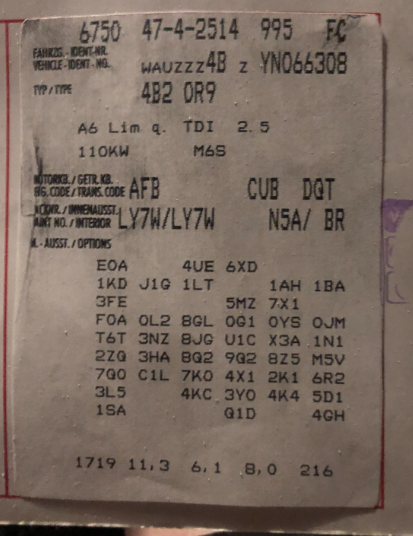 6750 47-4-2514 995 FC
FAHRZG.-IDENT-NR.
VEHICLE-IDENT-NO. WAUZZZ4B Z YN066308
TYP/TYPE 4B2 0R9
A6 Lim q. TDI 2.5
110KW M6S
MOTORKB./GETR.KB.
ENG.CODE/TRANS.CODE AFB CUB DQT
INNENAUSST.
PAINT NO./INTERIOR LY7W/LY7W N5A/ BR
M.-AUSST./OPTIONS
E0A 4UE 6XD
1KD J1G 1LT 1AH 1BA
3FE 5MZ 7X1
F0A 0L2 8GL 0G1 0YS 0JM
T6T 3NZ 8JG U1C X3A 1N1
2ZQ 3HA 8Q2 9Q2 8Z5 M5V
7Q0 C1L 7K0 4X1 2K1 6R2
3L5 4KC 3Y0 4K4 5D1
1SA Q1D 4GH
1719 11,3 6,1 8,0 216